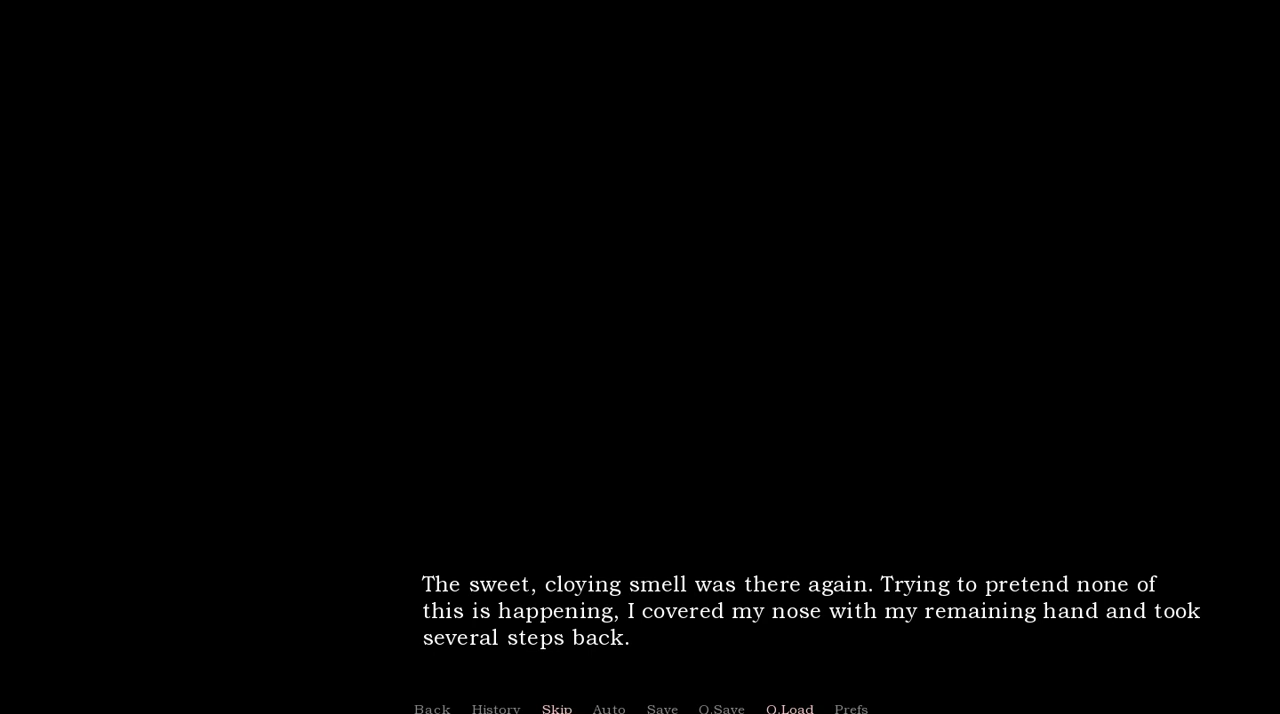 The sweet, cloying smell was there again. Trying to pretend none of
this is happening, I covered my nose with my remaining hand and took
several steps back.
Back History Skip Auto Save Q.Save Q.Load Prefs